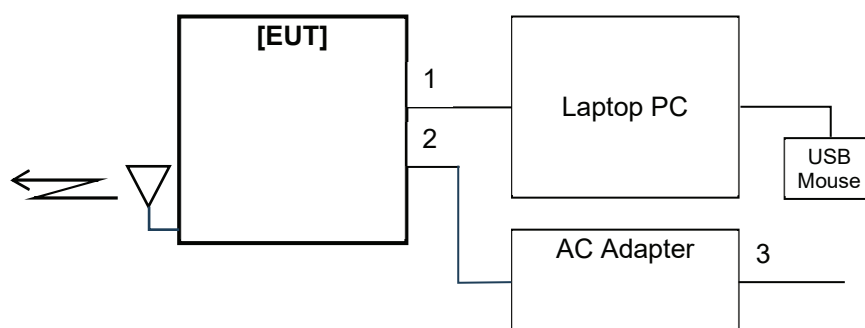 [EUT]
1
Laptop PC
2
USB
Mouse
AC Adapter
3